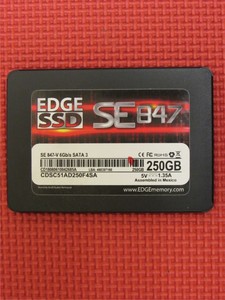 EDGE SSD SE847
SE 847-V 6Gb/s SATA 3
250GB
CDSC51AD250F4SA
5V 1.35A
Assembled in Mexico
www.EDGEmemory.com